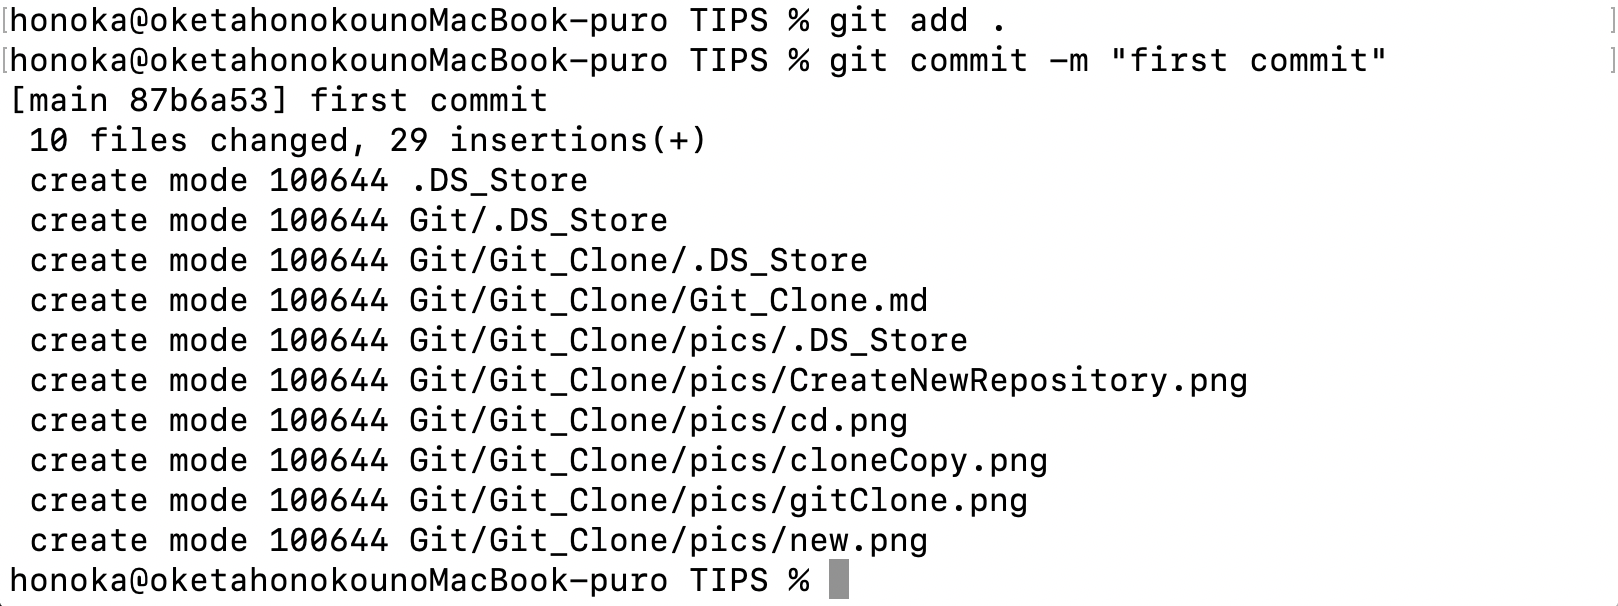 [honoka@oketahonokounoMacBook-puro TIPS % git add . ]
[honoka@oketahonokounoMacBook-puro TIPS % git commit -m "first commit" ]
[main 87b6a53] first commit
 10 files changed, 29 insertions(+)
 create mode 100644 .DS_Store
 create mode 100644 Git/.DS_Store
 create mode 100644 Git/Git_Clone/.DS_Store
 create mode 100644 Git/Git_Clone/Git_Clone.md
 create mode 100644 Git/Git_Clone/pics/.DS_Store
 create mode 100644 Git/Git_Clone/pics/CreateNewRepository.png
 create mode 100644 Git/Git_Clone/pics/cd.png
 create mode 100644 Git/Git_Clone/pics/cloneCopy.png
 create mode 100644 Git/Git_Clone/pics/gitClone.png
 create mode 100644 Git/Git_Clone/pics/new.png
honoka@oketahonokounoMacBook-puro TIPS %